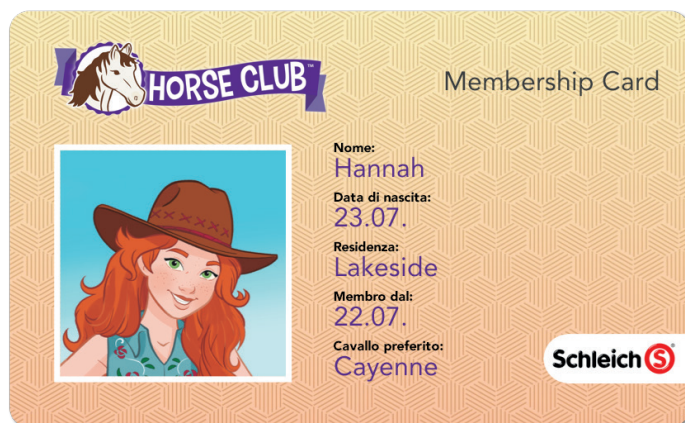 HORSE CLUB™
Membership Card
Nome:
Hannah
Data di nascita:
23.07.
Residenza:
Lakeside
Membro dal:
22.07.
Cavallo preferito:
Cayenne
Schleich S®